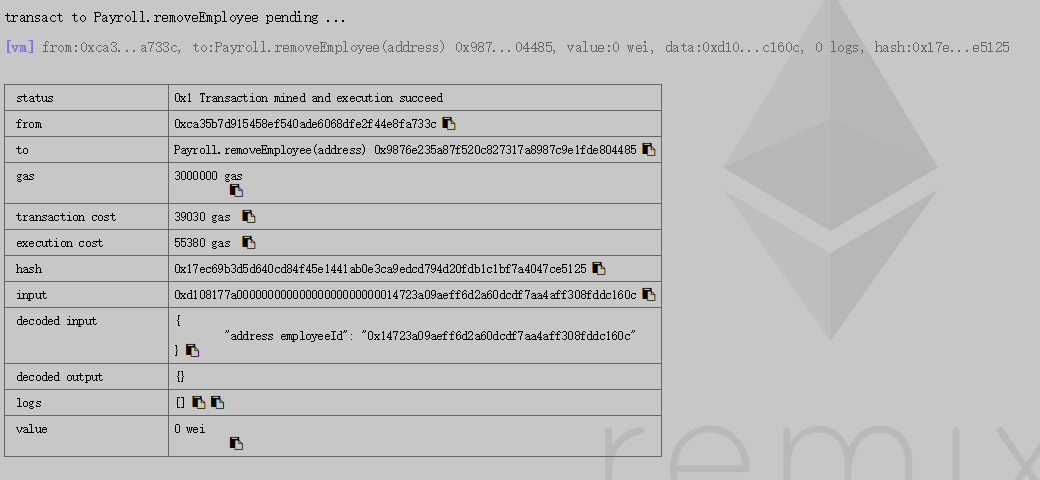 transact to Payroll.removeEmployee pending ...
[vm] from:0xca3...a733c, to:Payroll.removeEmployee(address) 0x987...04485, value:0 wei, data:0xd10...c160c, 0 logs, hash:0x17e...e5125
status 0x1 Transaction mined and execution succeed
from 0xca35b7d915458ef540ade6068dfe2f44e8fa733c
to Payroll.removeEmployee(address) 0x9876e235a87f520c827317a8987c9e1fde804485
gas 3000000 gas
transaction cost 39030 gas
execution cost 55380 gas
hash 0x17ec69b3d5d640cd84f45e1441ab0e3ca9edcd794d20fdb1c1bf7a4047ce5125
input 0xd108177a00000000000000000000000014723a09aeff6d2a60dcdf7aa4aff308fddc160c
decoded input {
"address employeeId": "0x14723a09aeff6d2a60dcdf7aa4aff308fddc160c"
}
decoded output {}
logs []
value 0 wei
remix